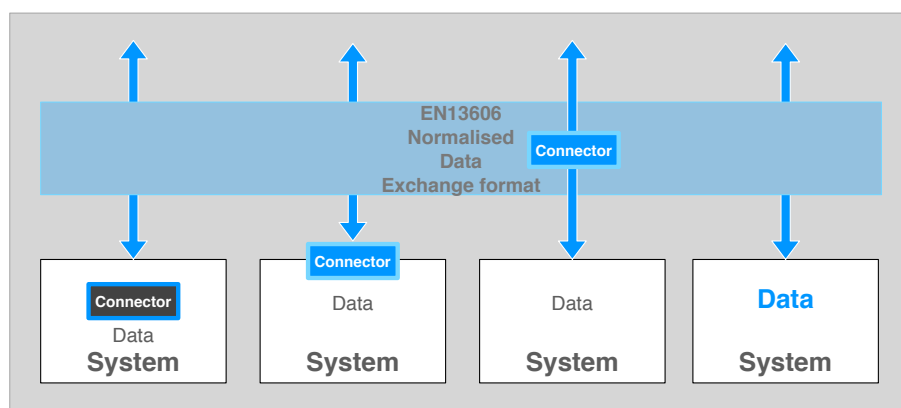 EN13606
Normalised
Data
Exchange format
Connector
Connector
Data
System
Connector
Data
System
Data
System
Data
System